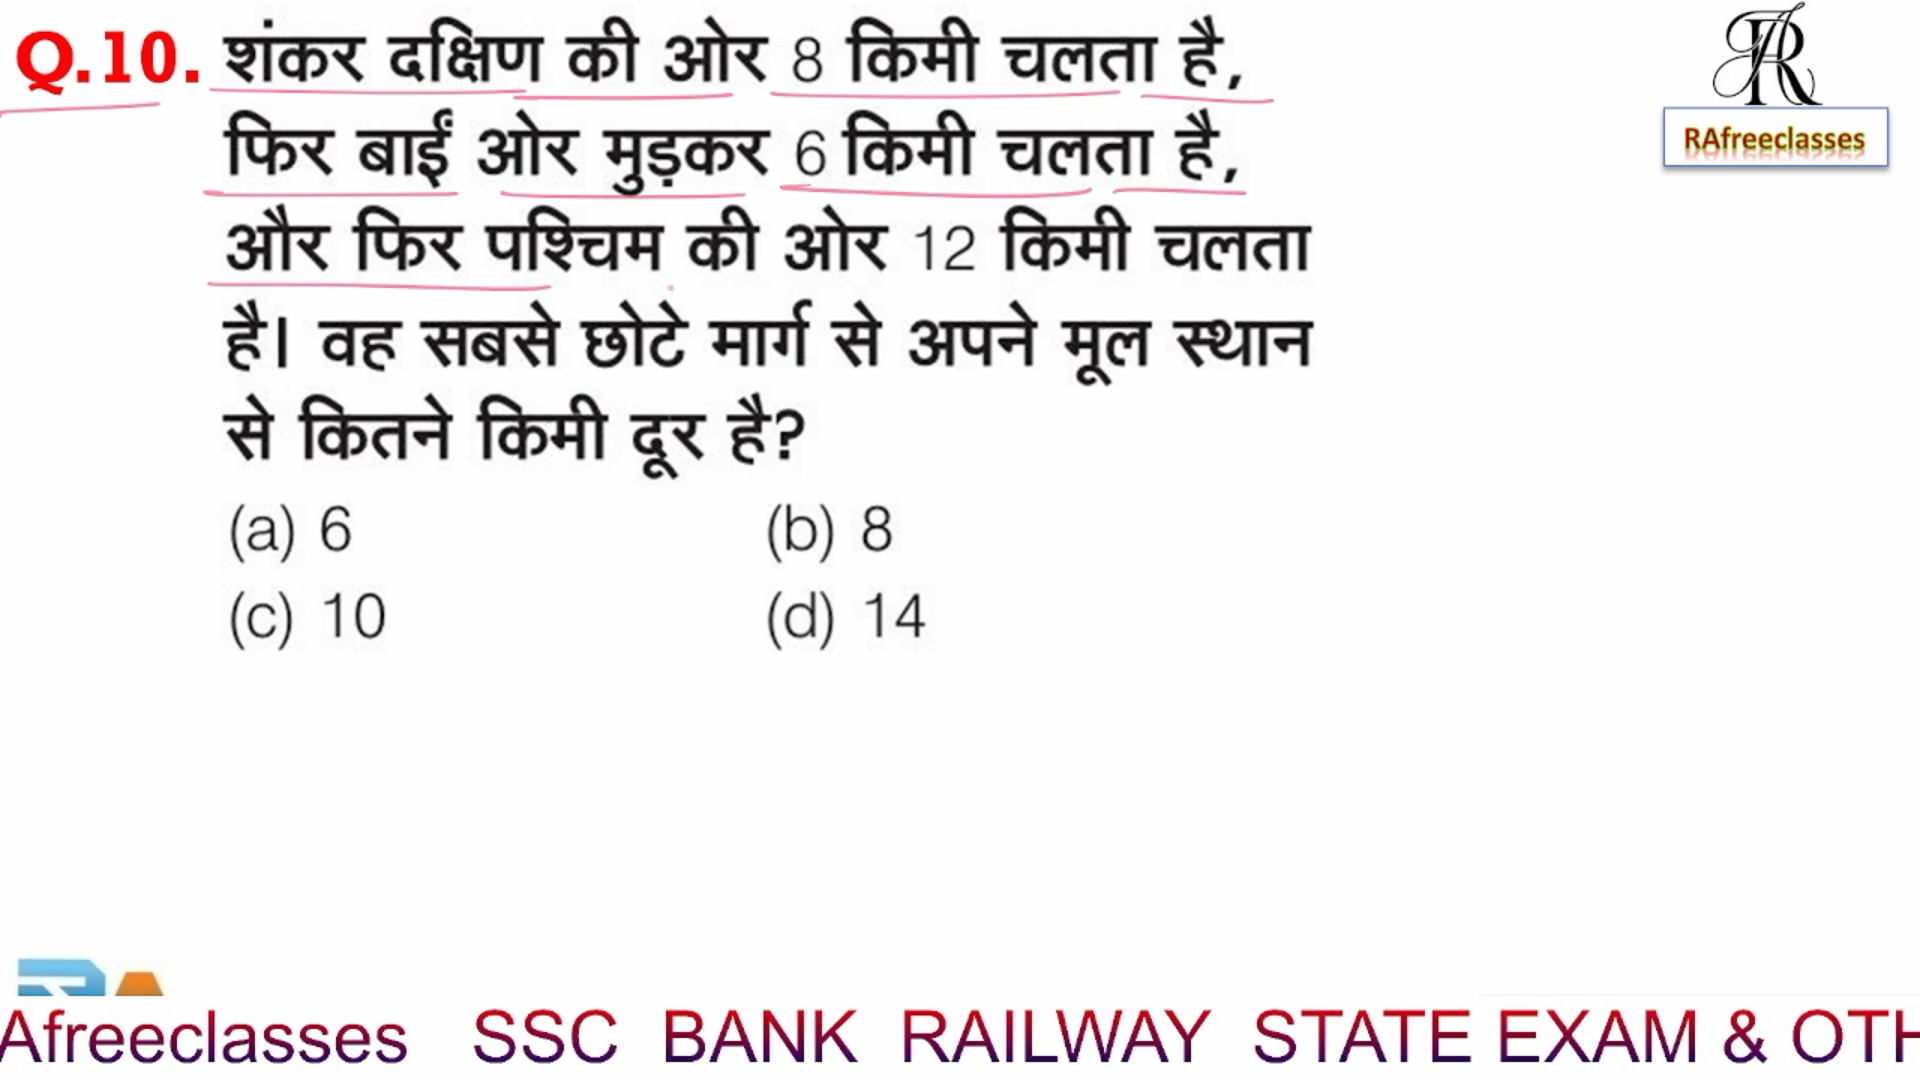 Q.10. शंकर दक्षिण की ओर 8 किमी चलता है,
फिर बाईं ओर मुड़कर 6 किमी चलता है,
और फिर पश्चिम की ओर 12 किमी चलता
है। वह सबसे छोटे मार्ग से अपने मूल स्थान
से कितने किमी दूर है?
(a) 6 (b) 8
(c) 10 (d) 14
RAfreeclasses
Afreeclasses SSC BANK RAILWAY STATE EXAM & OTH